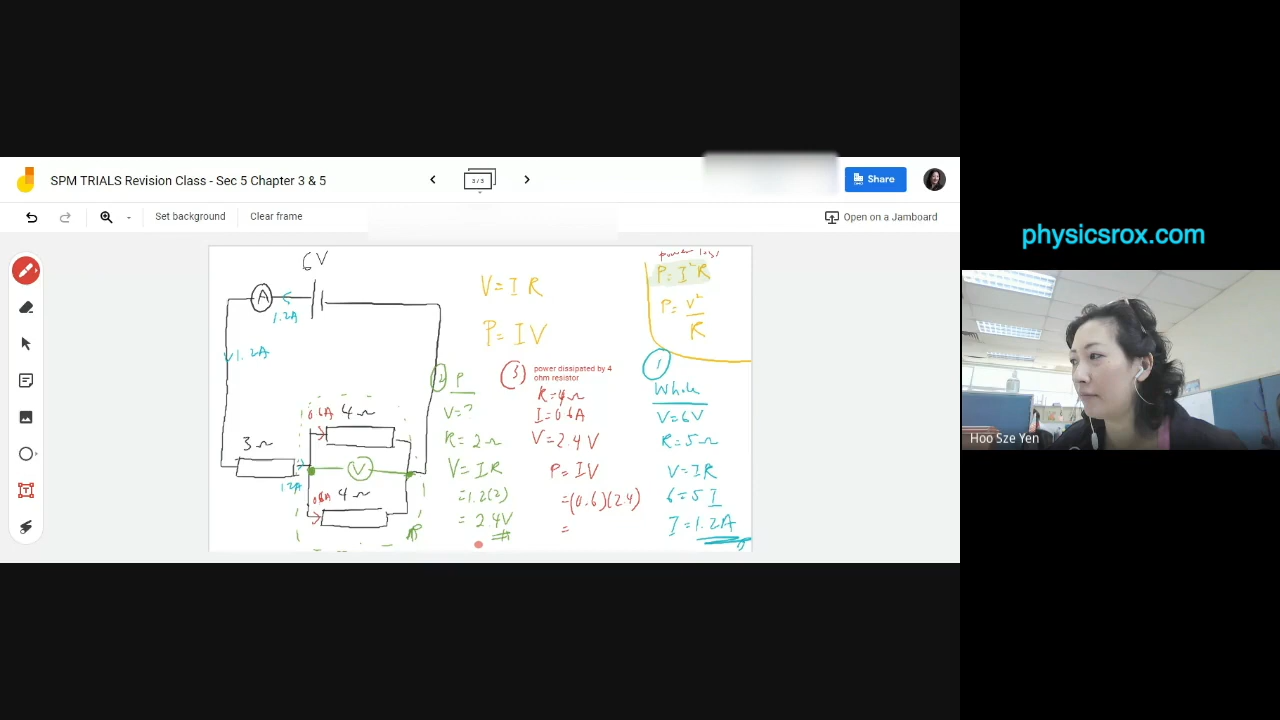 SPM TRIALS Revision Class - Sec 5 Chapter 3 & 5
3 / 3
Share
Set background
Clear frame
Open on a Jamboard
6V
A
1.2A
1.2A
3Ω
0.6A
4Ω
V
1.2A
0.6A
4Ω
P
V = I R
P = I V
power loss
P = I²R
P = V²/R
2
P
V = ?
R = 2Ω
V = IR
= 1.2(2)
= 2.4V
3
power dissipated by 4
ohm resistor
R = 4Ω
I = 0.6A
V = 2.4V
P = IV
= (0.6)(2.4)
=
1
Whole
V = 6V
R = 5Ω
V = IR
6 = 5 I
I = 1.2A
physicsrox.com
Hoo Sze Yen